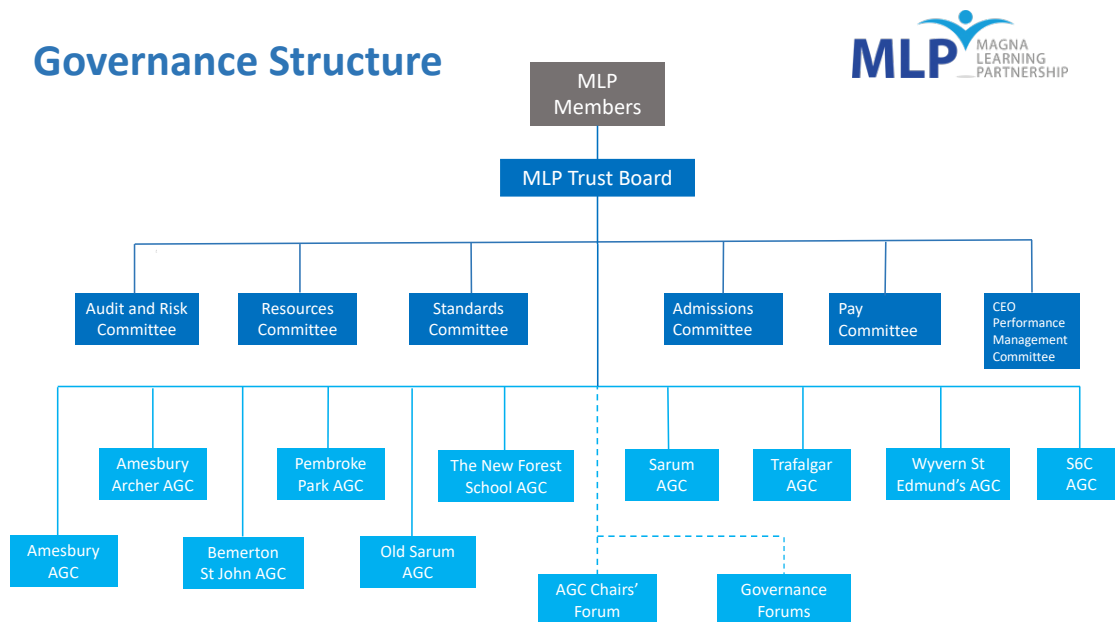 Governance Structure
MLP
MAGNA
LEARNING
PARTNERSHIP
MLP
Members
MLP Trust Board
Audit and Risk
Committee
Resources
Committee
Standards
Committee
Admissions
Committee
Pay
Committee
CEO
Performance
Management
Committee
Amesbury
Archer AGC
Pembroke
Park AGC
The New Forest
School AGC
Sarum
AGC
Trafalgar
AGC
Wyvern St
Edmund’s AGC
S6C
AGC
Amesbury
AGC
Bemerton
St John AGC
Old Sarum
AGC
AGC Chairs’
Forum
Governance
Forums